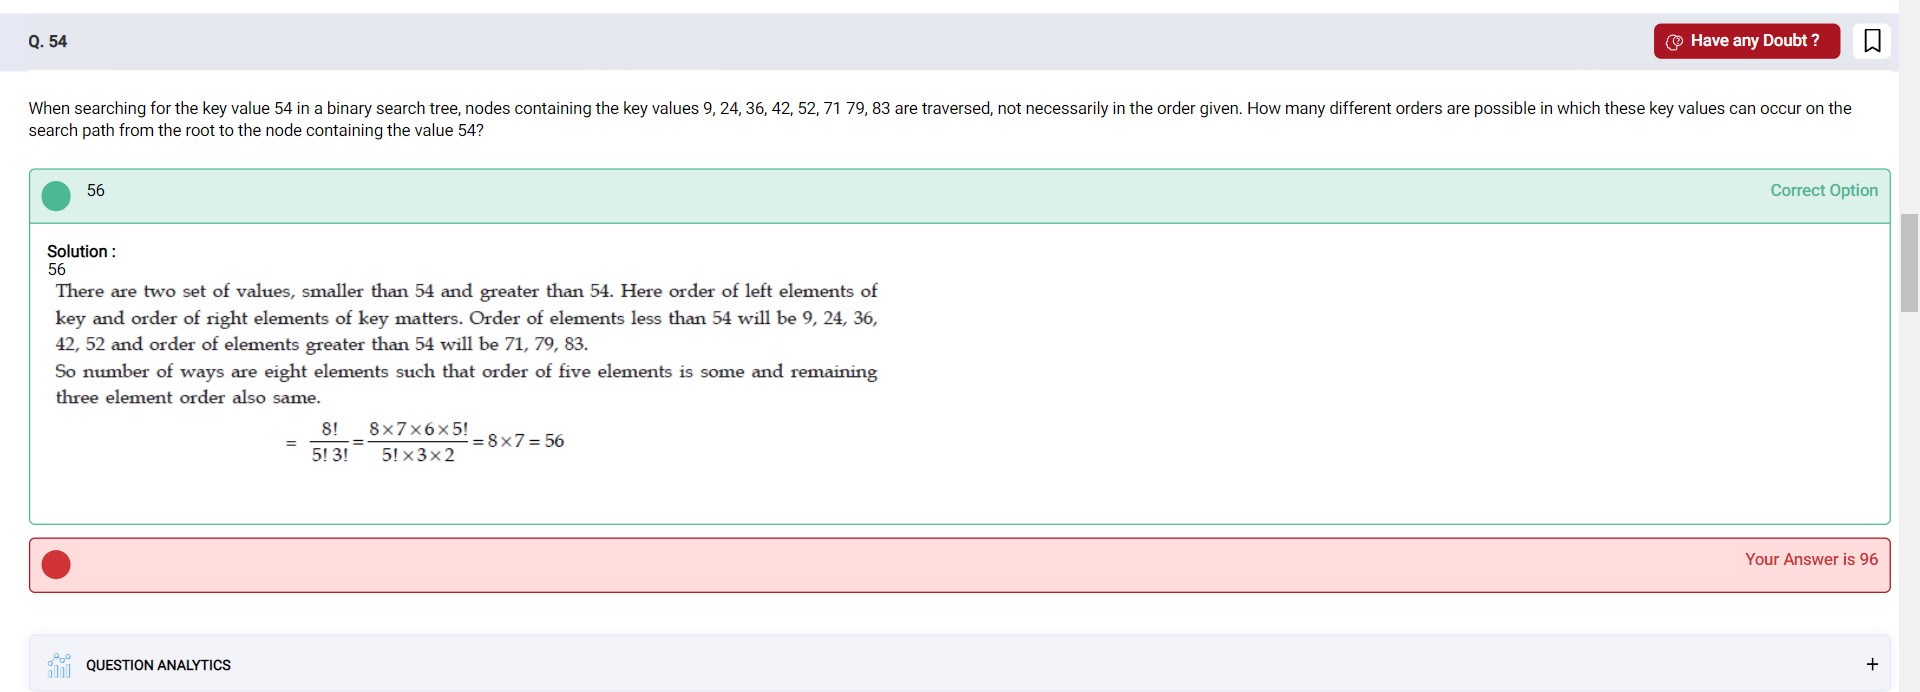 Q. 54
Have any Doubt ?
When searching for the key value 54 in a binary search tree, nodes containing the key values 9, 24, 36, 42, 52, 71 79, 83 are traversed, not necessarily in the order given. How many different orders are possible in which these key values can occur on the
search path from the root to the node containing the value 54?
56
Correct Option
Solution :
56
There are two set of values, smaller than 54 and greater than 54. Here order of left elements of
key and order of right elements of key matters. Order of elements less than 54 will be 9, 24, 36,
42, 52 and order of elements greater than 54 will be 71, 79, 83.
So number of ways are eight elements such that order of five elements is some and remaining
three element order also same.
= 8!/5! 3! = 8×7×6×5!/5!×3×2 = 8×7 = 56
Your Answer is 96
QUESTION ANALYTICS
+